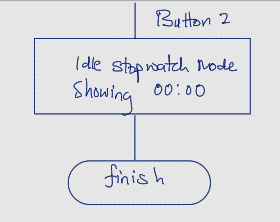 Button 2
Idle stopwatch Mode
Showing 00:00
finish